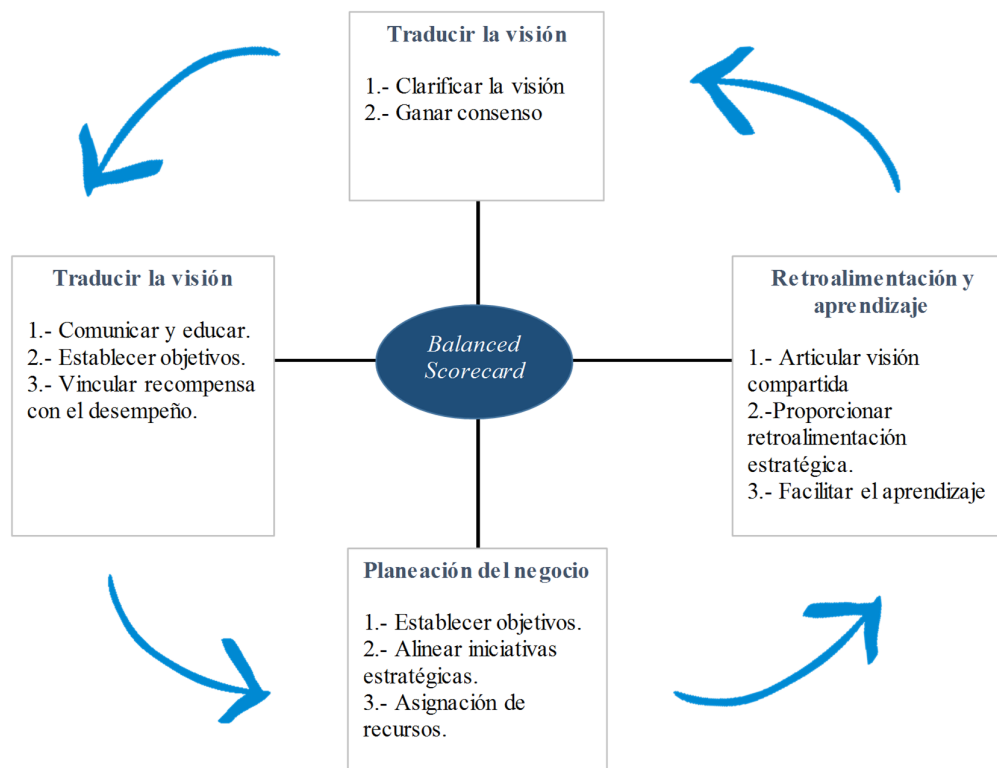 Traducir la visión
1.- Clarificar la visión
2.- Ganar consenso
Traducir la visión
1.- Comunicar y educar.
2.- Establecer objetivos.
3.- Vincular recompensa
con el desempeño.
Balanced
Scorecard
Retroalimentación y
aprendizaje
1.- Articular visión
compartida
2.-Proporcionar
retroalimentación
estratégica.
3.- Facilitar el aprendizaje
Planeación del negocio
1.- Establecer objetivos.
2.- Alinear iniciativas
estratégicas.
3.- Asignación de
recursos.